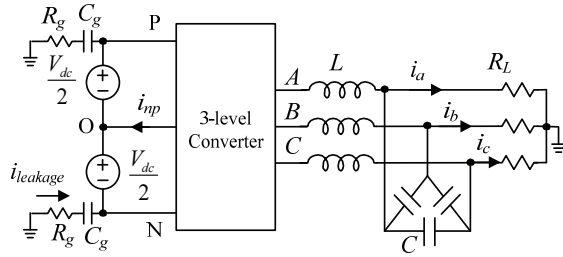 R_g C_g P
V_dc/2
+
−
A L i_a R_L
i_np
3-level
Converter
B i_b
O
C i_c
i_leakage
+
−
V_dc/2
R_g C_g N
C